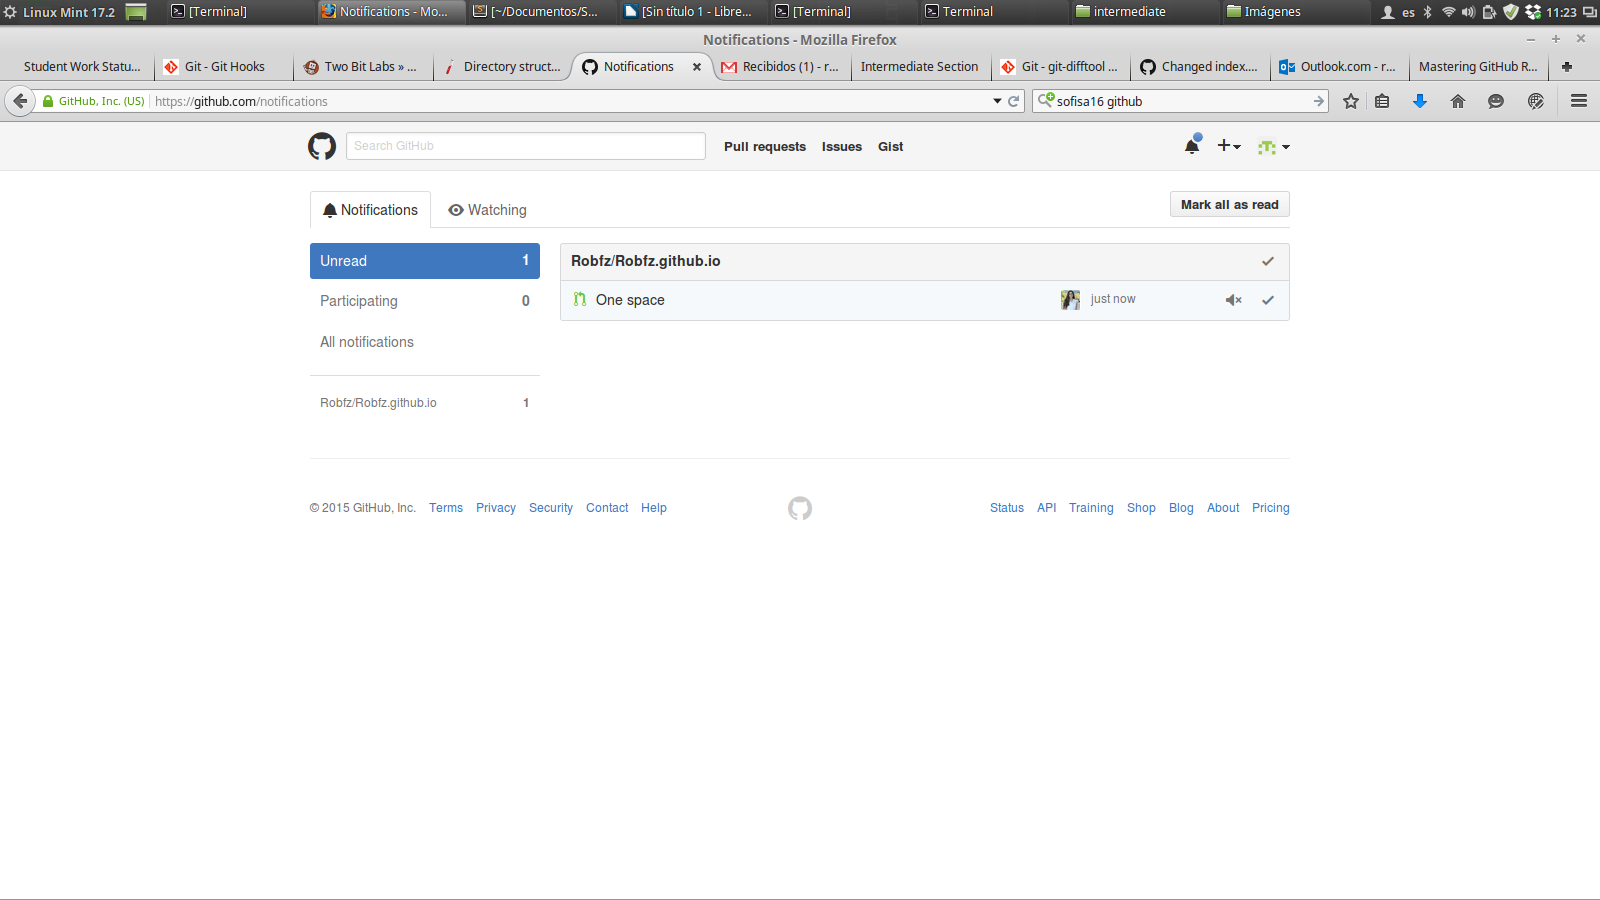 Linux Mint 17.2 [Terminal] Notifications - Mo... [~/Documentos/S... [Sin título 1 - Libre... [Terminal] Terminal intermediate Imágenes es 11:23
Notifications - Mozilla Firefox
Student Work Statu... Git - Git Hooks Two Bit Labs » ... Directory struct... Notifications Recibidos (1) - r... Intermediate Section Git - git-difftool ... Changed index.... Outlook.com - r... Mastering GitHub R...
GitHub, Inc. (US) https://github.com/notifications sofisa16 github
Search GitHub Pull requests Issues Gist
Notifications Watching Mark all as read
Unread 1 Robfz/Robfz.github.io
Participating 0 One space just now
All notifications
Robfz/Robfz.github.io 1
© 2015 GitHub, Inc. Terms Privacy Security Contact Help Status API Training Shop Blog About Pricing